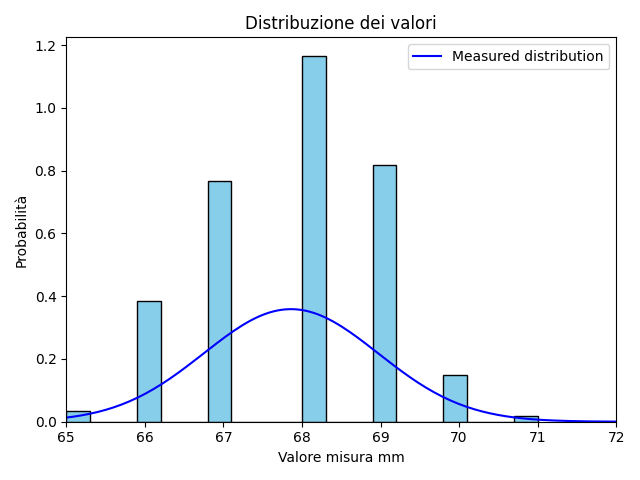 Distribuzione dei valori
Measured distribution
Probabilità
1.2
1.0
0.8
0.6
0.4
0.2
0.0
65 66 67 68 69 70 71 72
Valore misura mm